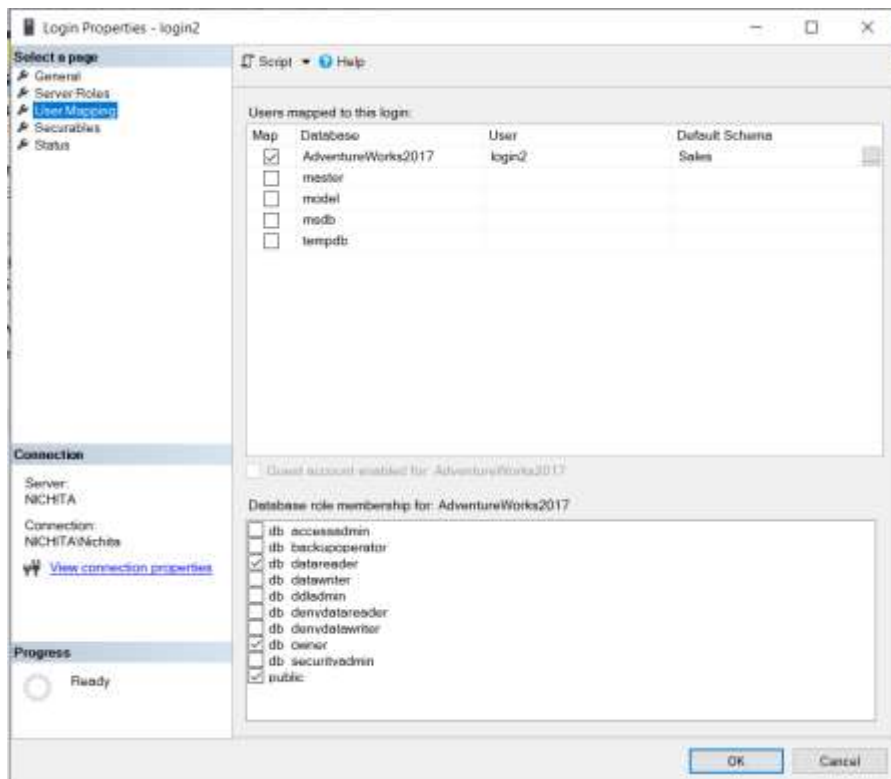 Login Properties - login2
Select a page
General
Server Roles
User Mapping
Securables
Status
Script
Help
Users mapped to this login:
Map Database User Default Schema
AdventureWorks2017 login2 Sales ...
master
model
msdb
tempdb
Guest account enabled for: AdventureWorks2017
Database role membership for: AdventureWorks2017
db_accessadmin
db_backupoperator
db_datareader
db_datawriter
db_ddladmin
db_denydatareader
db_denydatawriter
db_owner
db_securityadmin
public
Connection
Server:
NICHITA
Connection:
NICHITA\Nichita
View connection properties
Progress
Ready
OK Cancel